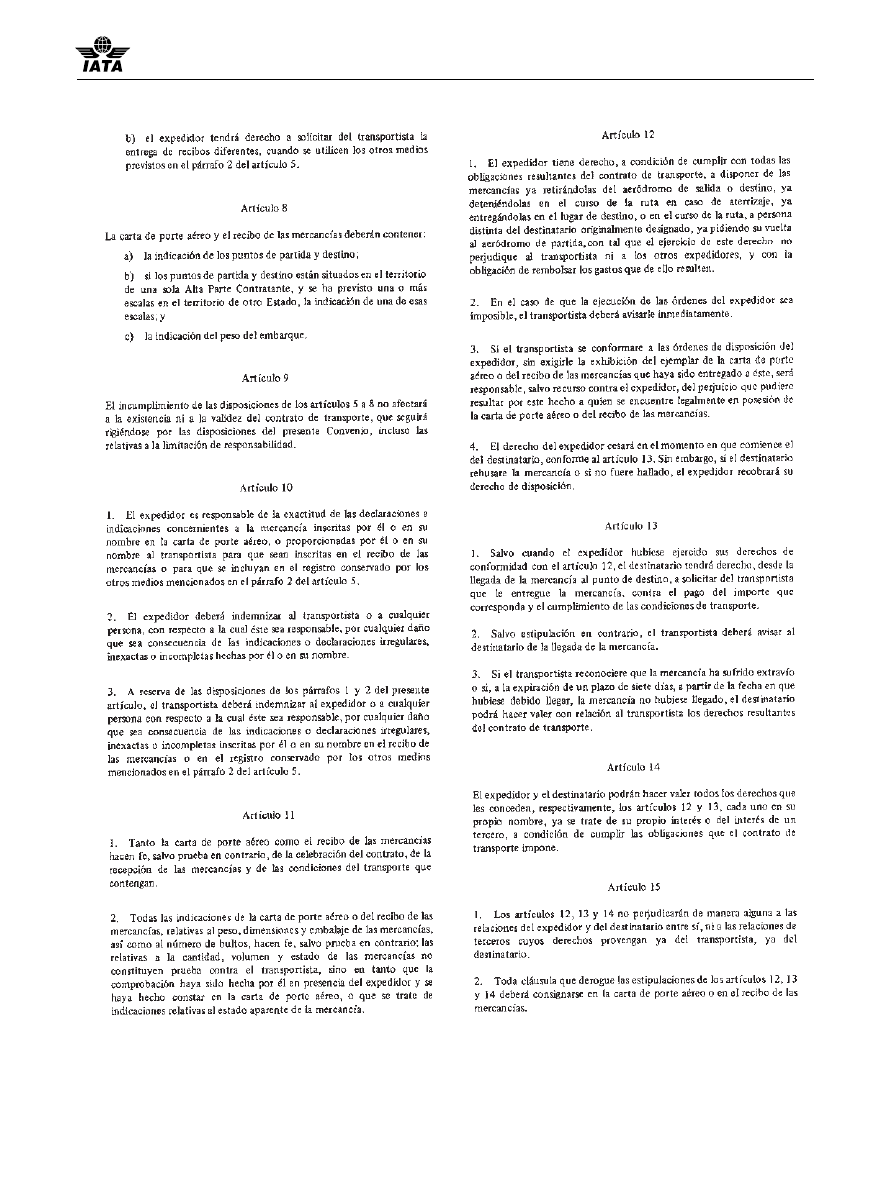 IATA
b) el expedidor tendrá derecho a solicitar del transportista la
entrega de recibos diferentes, cuando se utilicen los otros medios
previstos en el párrafo 2 del artículo 5.
Artículo 8
La carta de porte aéreo y el recibo de las mercancías deberán contener:
a) la indicación de los puntos de partida y destino;
b) si los puntos de partida y destino están situados en el territorio
de una sola Alta Parte Contratante, y se ha previsto una o más
escalas en el territorio de otro Estado, la indicación de una de esas
escalas; y
c) la indicación del peso del embarque.
Artículo 9
El incumplimiento de las disposiciones de los artículos 5 a 8 no afectará
a la existencia ni a la validez del contrato de transporte, que seguirá
rigiéndose por las disposiciones del presente Convenio, incluso las
relativas a la limitación de responsabilidad.
Artículo 10
1. El expedidor es responsable de la exactitud de las declaraciones e
indicaciones concernientes a la mercancía inscritas por él o en su
nombre en la carta de porte aéreo, o proporcionadas por él o en su
nombre al transportista para que sean inscritas en el recibo de las
mercancías o para que se incluyan en el registro conservado por los
otros medios mencionados en el párrafo 2 del artículo 5.
2. El expedidor deberá indemnizar al transportista o a cualquier
persona, con respecto a la cual éste sea responsable, por cualquier daño
que sea consecuencia de las indicaciones o declaraciones irregulares,
inexactas o incompletas hechas por él o en su nombre.
3. A reserva de las disposiciones de los párrafos 1 y 2 del presente
artículo, el transportista deberá indemnizar al expedidor o a cualquier
persona con respecto a la cual éste sea responsable, por cualquier daño
que sea consecuencia de las indicaciones o declaraciones irregulares,
inexactas o incompletas inscritas por él o en su nombre en el recibo de
las mercancías o en el registro conservado por los otros medios
mencionados en el párrafo 2 del artículo 5.
Artículo 11
1. Tanto la carta de porte aéreo como el recibo de las mercancías
hacen fe, salvo prueba en contrario, de la celebración del contrato, de la
recepción de las mercancías y de las condiciones del transporte que
contengan.
2. Todas las indicaciones de la carta de porte aéreo o del recibo de las
mercancías, relativas al peso, dimensiones y embalaje de las mercancías,
así como al número de bultos, hacen fe, salvo prueba en contrario; las
relativas a la cantidad, volumen y estado de las mercancías no
constituyen prueba contra el transportista, sino en tanto que la
comprobación haya sido hecha por él en presencia del expedidor y se
haya hecho constar en la carta de porte aéreo, o que se trate de
indicaciones relativas al estado aparente de la mercancía.
Artículo 12
1. El expedidor tiene derecho, a condición de cumplir con todas las
obligaciones resultantes del contrato de transporte, a disponer de las
mercancías ya retirándolas del aeródromo de salida o destino, ya
deteniéndolas en el curso de la ruta en caso de aterrizaje, ya
entregándolas en el lugar de destino, o en el curso de la ruta, a persona
distinta del destinatario originalmente designado, ya pidiendo su vuelta
al aeródromo de partida, con tal que el ejercicio de este derecho no
perjudique al transportista ni a los otros expedidores, y con la
obligación de rembolsar los gastos que de ello resulten.
2. En el caso de que la ejecución de las órdenes del expedidor sea
imposible, el transportista deberá avisarle inmediatamente.
3. Si el transportista se conformare a las órdenes de disposición del
expedidor, sin exigirle la exhibición del ejemplar de la carta de porte
aéreo o del recibo de las mercancías que haya sido entregado a éste, será
responsable, salvo recurso contra el expedidor, del perjuicio que pudiere
resultar por este hecho a quien se encuentre legalmente en posesión de
la carta de porte aéreo o del recibo de las mercancías.
4. El derecho del expedidor cesará en el momento en que comience el
del destinatario, conforme al artículo 13. Sin embargo, si el destinatario
rehusare la mercancía o si no fuere hallado, el expedidor recobrará su
derecho de disposición.
Artículo 13
1. Salvo cuando el expedidor hubiese ejercido sus derechos de
conformidad con el artículo 12, el destinatario tendrá derecho, desde la
llegada de la mercancía al punto de destino, a solicitar del transportista
que le entregue la mercancía, contra el pago del importe que
corresponda y el cumplimiento de las condiciones de transporte.
2. Salvo estipulación en contrario, el transportista deberá avisar al
destinatario de la llegada de la mercancía.
3. Si el transportista reconociere que la mercancía ha sufrido extravío
o si, a la expiración de un plazo de siete días, a partir de la fecha en que
hubiese debido llegar, la mercancía no hubiese llegado, el destinatario
podrá hacer valer con relación al transportista los derechos resultantes
del contrato de transporte.
Artículo 14
El expedidor y el destinatario podrán hacer valer todos los derechos que
les conceden, respectivamente, los artículos 12 y 13, cada uno en su
propio nombre, ya se trate de su propio interés o del interés de un
tercero, a condición de cumplir las obligaciones que el contrato de
transporte impone.
Artículo 15
1. Los artículos 12, 13 y 14 no perjudicarán de manera alguna a las
relaciones del expedidor y del destinatario entre sí, ni a las relaciones de
terceros cuyos derechos provengan ya del transportista, ya del
destinatario.
2. Toda cláusula que derogue las estipulaciones de los artículos 12, 13
y 14 deberá consignarse en la carta de porte aéreo o en el recibo de las
mercancías.